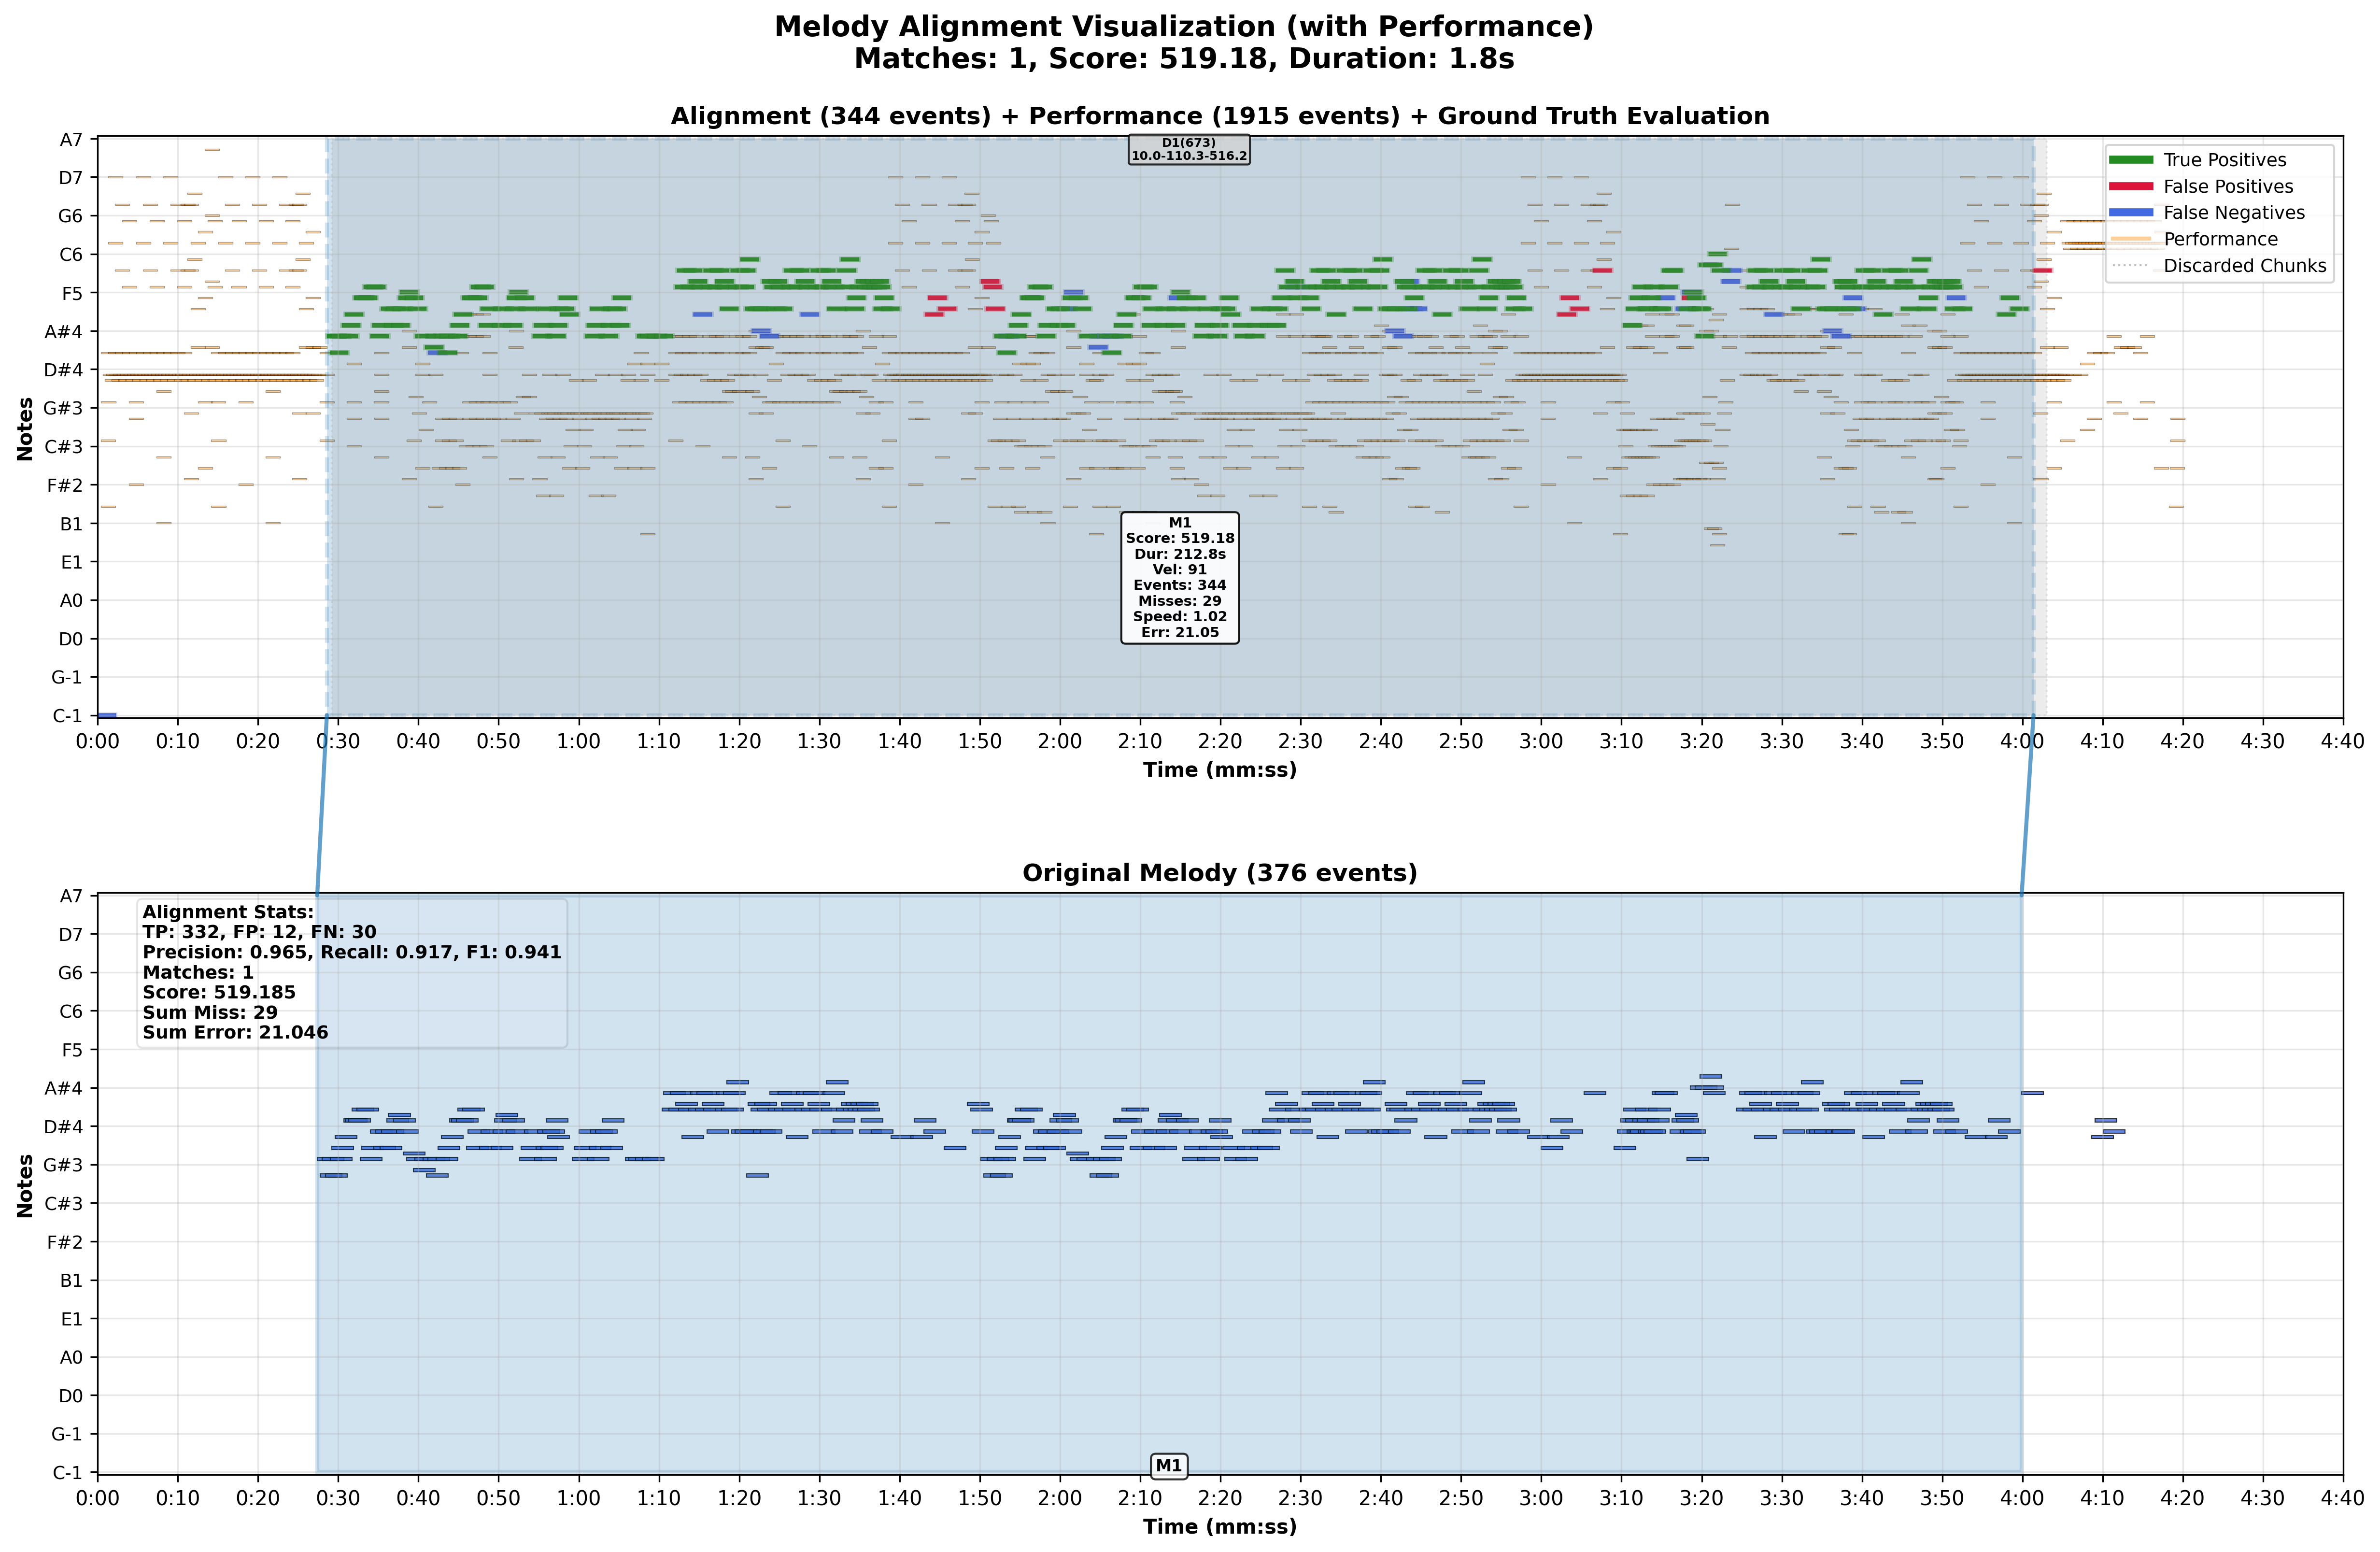 Melody Alignment Visualization (with Performance)
Matches: 1, Score: 519.18, Duration: 1.8s
Alignment (344 events) + Performance (1915 events) + Ground Truth Evaluation
A7
D7
G6
C6
F5
A#4
D#4
G#3
C#3
F#2
B1
E1
A0
D0
G-1
C-1
Notes
D1(673)
10.0-110.3-516.2
True Positives
False Positives
False Negatives
Performance
Discarded Chunks
M1
Score: 519.18
Dur: 212.8s
Vel: 91
Events: 344
Misses: 29
Speed: 1.02
Err: 21.05
0:00 0:10 0:20 0:30 0:40 0:50 1:00 1:10 1:20 1:30 1:40 1:50 2:00 2:10 2:20 2:30 2:40 2:50 3:00 3:10 3:20 3:30 3:40 3:50 4:00 4:10 4:20 4:30 4:40
Time (mm:ss)
Original Melody (376 events)
A7
D7
G6
C6
F5
A#4
D#4
G#3
C#3
F#2
B1
E1
A0
D0
G-1
C-1
Notes
Alignment Stats:
TP: 332, FP: 12, FN: 30
Precision: 0.965, Recall: 0.917, F1: 0.941
Matches: 1
Score: 519.185
Sum Miss: 29
Sum Error: 21.046
M1
0:00 0:10 0:20 0:30 0:40 0:50 1:00 1:10 1:20 1:30 1:40 1:50 2:00 2:10 2:20 2:30 2:40 2:50 3:00 3:10 3:20 3:30 3:40 3:50 4:00 4:10 4:20 4:30 4:40
Time (mm:ss)